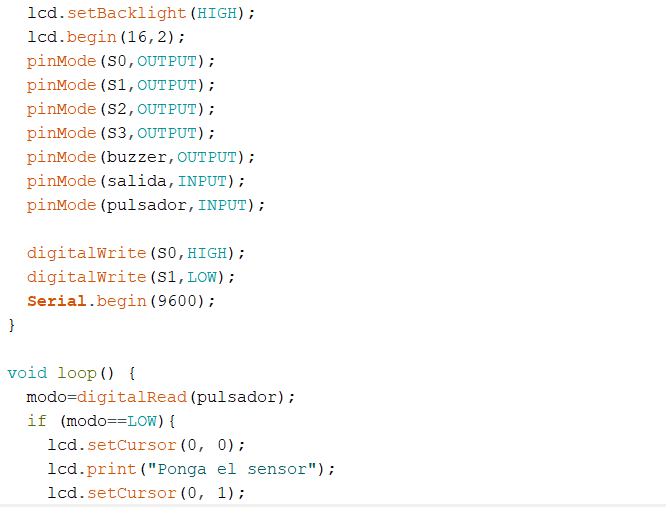 lcd.setBacklight(HIGH);
lcd.begin(16,2);
pinMode(S0,OUTPUT);
pinMode(S1,OUTPUT);
pinMode(S2,OUTPUT);
pinMode(S3,OUTPUT);
pinMode(buzzer,OUTPUT);
pinMode(salida,INPUT);
pinMode(pulsador,INPUT);
digitalWrite(S0,HIGH);
digitalWrite(S1,LOW);
Serial.begin(9600);
}
void loop() {
modo=digitalRead(pulsador);
if (modo==LOW){
lcd.setCursor(0, 0);
lcd.print("Ponga el sensor");
lcd.setCursor(0, 1);